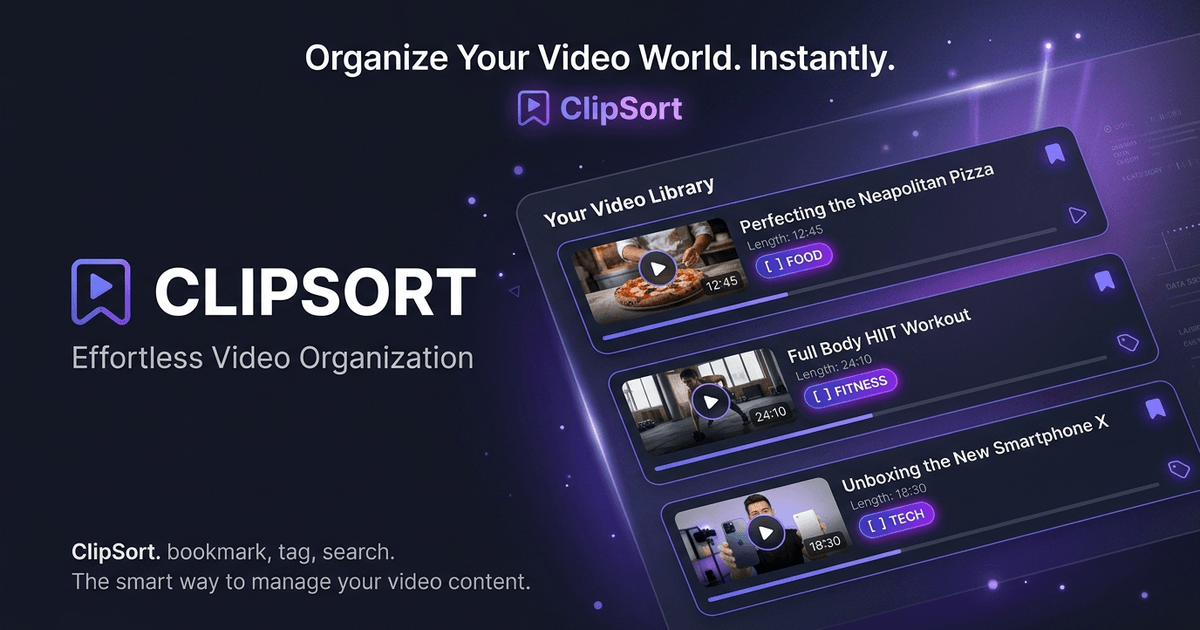 Organize Your Video World. Instantly.
ClipSort
CLIPSORT
Effortless Video Organization
Your Video Library
Perfecting the Neapolitan Pizza
Length: 12:45
[ ] FOOD
12:45
Full Body HIIT Workout
Length: 24:10
[ ] FITNESS
24:10
Unboxing the New Smartphone X
Length: 18:30
[ ] TECH
18:30
ClipSort. bookmark, tag, search.
The smart way to manage your video content.